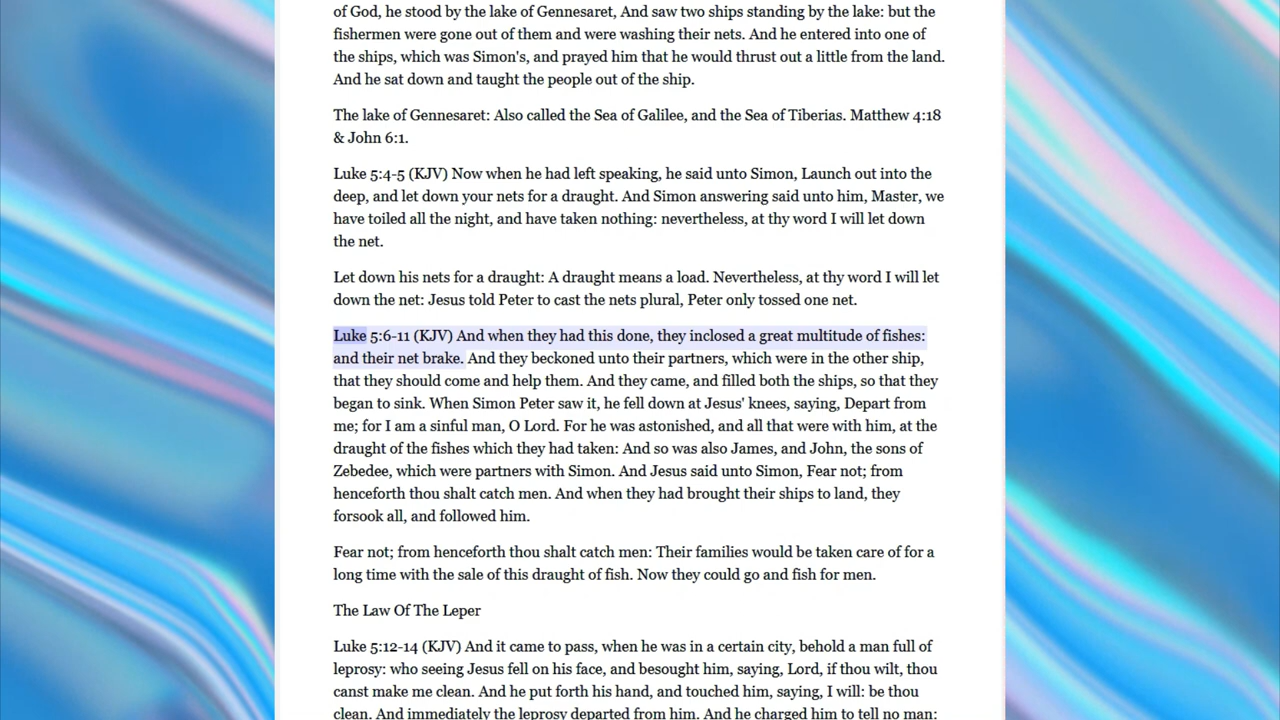 of God, he stood by the lake of Gennesaret, And saw two ships standing by the lake: but the
fishermen were gone out of them and were washing their nets. And he entered into one of
the ships, which was Simon's, and prayed him that he would thrust out a little from the land.
And he sat down and taught the people out of the ship.
The lake of Gennesaret: Also called the Sea of Galilee, and the Sea of Tiberias. Matthew 4:18
& John 6:1.
Luke 5:4-5 (KJV) Now when he had left speaking, he said unto Simon, Launch out into the
deep, and let down your nets for a draught. And Simon answering said unto him, Master, we
have toiled all the night, and have taken nothing: nevertheless, at thy word I will let down
the net.
Let down his nets for a draught: A draught means a load. Nevertheless, at thy word I will let
down the net: Jesus told Peter to cast the nets plural, Peter only tossed one net.
Luke 5:6-11 (KJV) And when they had this done, they inclosed a great multitude of fishes:
and their net brake. And they beckoned unto their partners, which were in the other ship,
that they should come and help them. And they came, and filled both the ships, so that they
began to sink. When Simon Peter saw it, he fell down at Jesus' knees, saying, Depart from
me; for I am a sinful man, O Lord. For he was astonished, and all that were with him, at the
draught of the fishes which they had taken: And so was also James, and John, the sons of
Zebedee, which were partners with Simon. And Jesus said unto Simon, Fear not; from
henceforth thou shalt catch men. And when they had brought their ships to land, they
forsook all, and followed him.
Fear not; from henceforth thou shalt catch men: Their families would be taken care of for a
long time with the sale of this draught of fish. Now they could go and fish for men.
The Law Of The Leper
Luke 5:12-14 (KJV) And it came to pass, when he was in a certain city, behold a man full of
leprosy: who seeing Jesus fell on his face, and besought him, saying, Lord, if thou wilt, thou
canst make me clean. And he put forth his hand, and touched him, saying, I will: be thou
clean. And immediately the leprosy departed from him. And he charged him to tell no man: